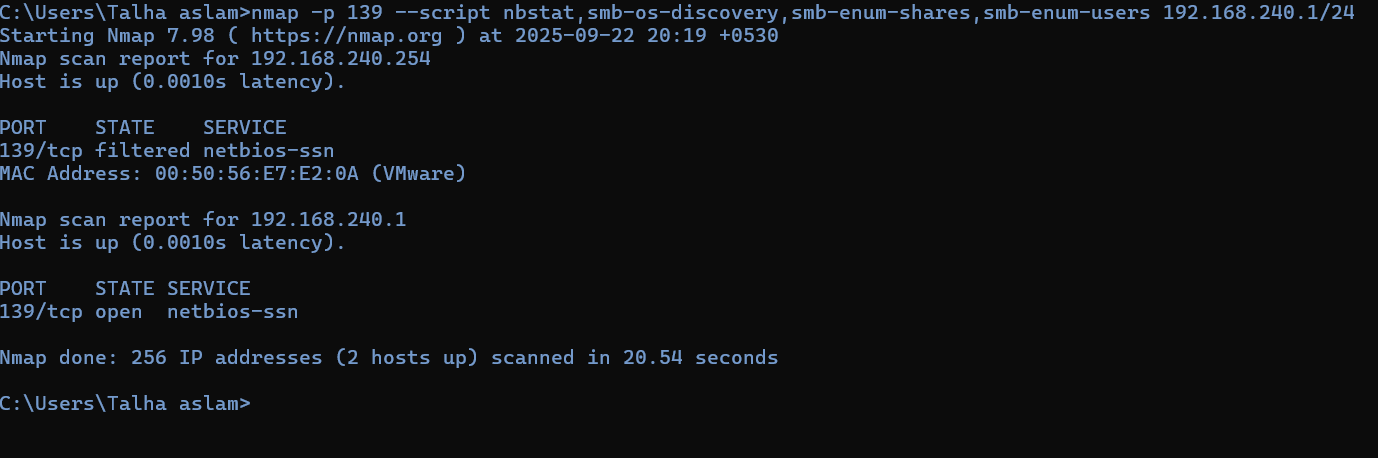 C:\Users\Talha aslam>nmap -p 139 --script nbstat,smb-os-discovery,smb-enum-shares,smb-enum-users 192.168.240.1/24
Starting Nmap 7.98 ( https://nmap.org ) at 2025-09-22 20:19 +0530
Nmap scan report for 192.168.240.254
Host is up (0.0010s latency).
PORT    STATE    SERVICE
139/tcp filtered netbios-ssn
MAC Address: 00:50:56:E7:E2:0A (VMware)
Nmap scan report for 192.168.240.1
Host is up (0.0010s latency).
PORT    STATE SERVICE
139/tcp open  netbios-ssn
Nmap done: 256 IP addresses (2 hosts up) scanned in 20.54 seconds
C:\Users\Talha aslam>